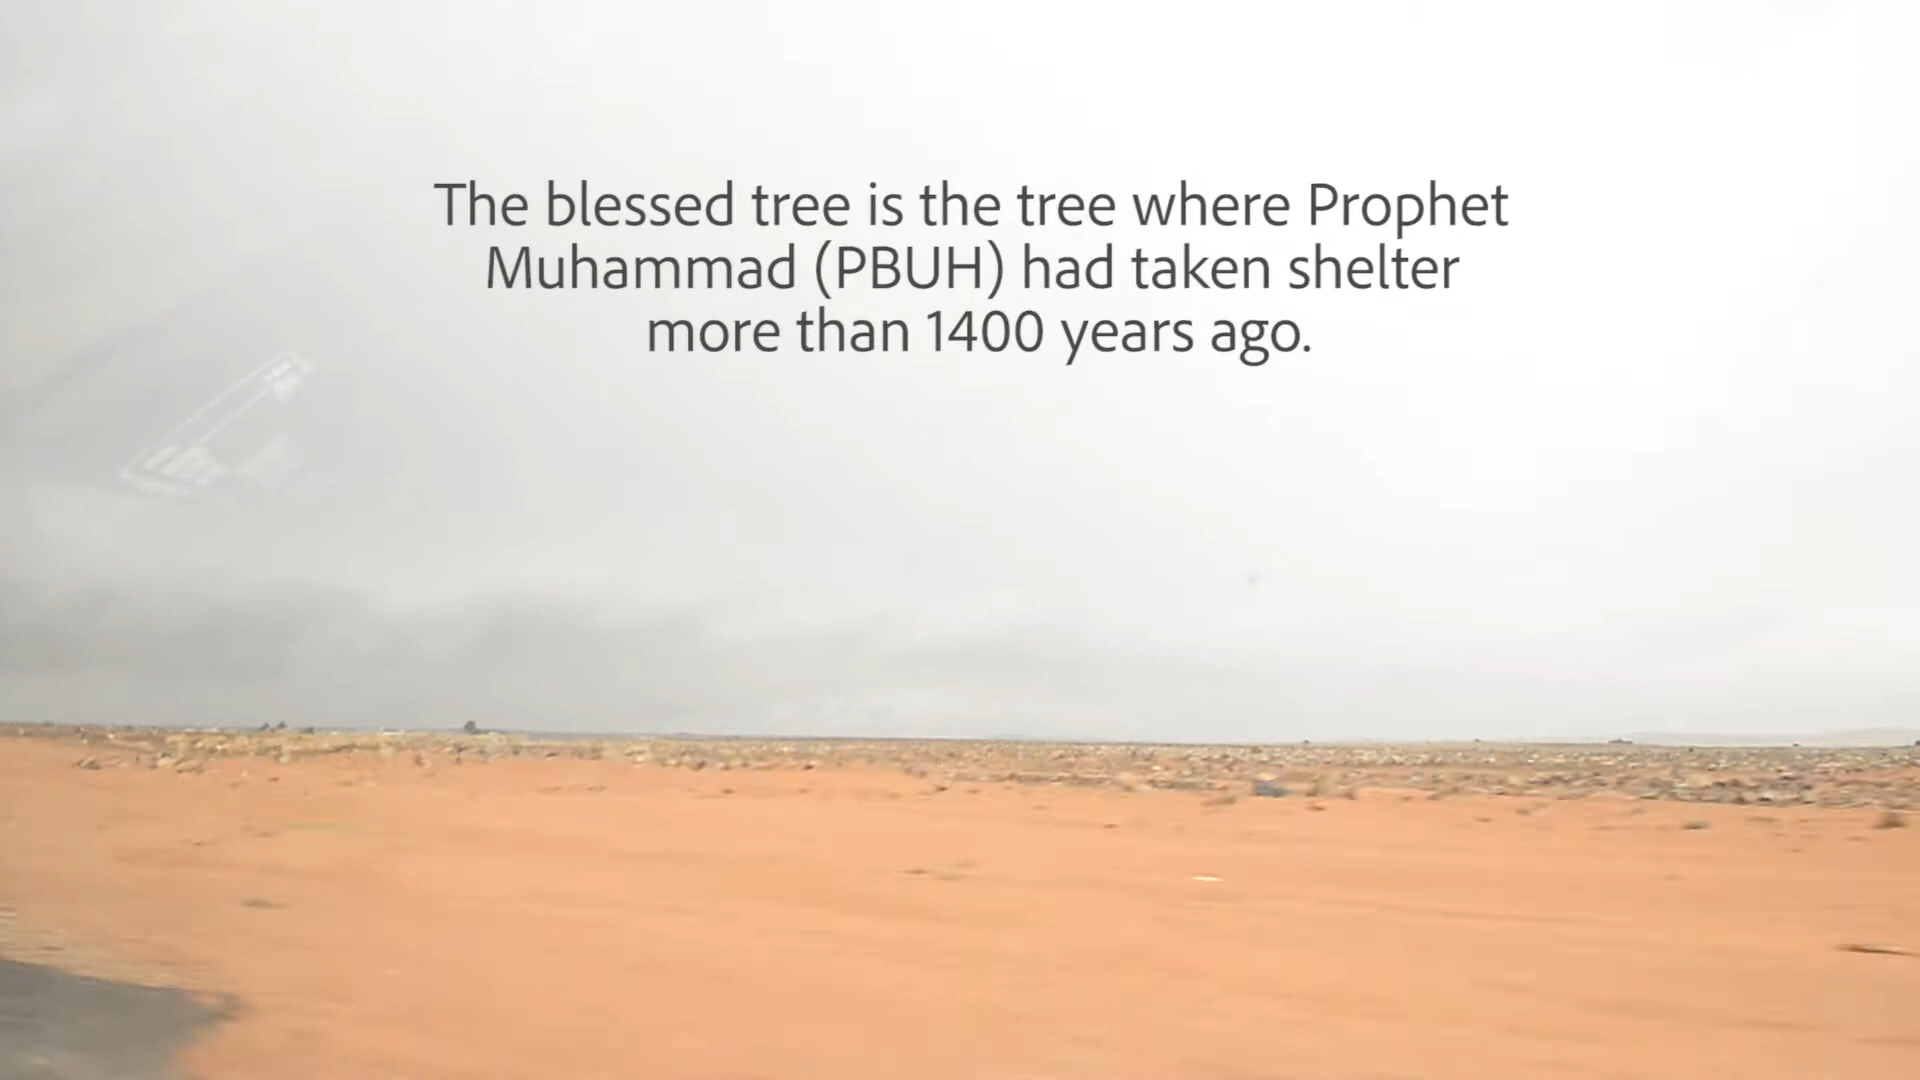 The blessed tree is the tree where Prophet
Muhammad (PBUH) had taken shelter
more than 1400 years ago.